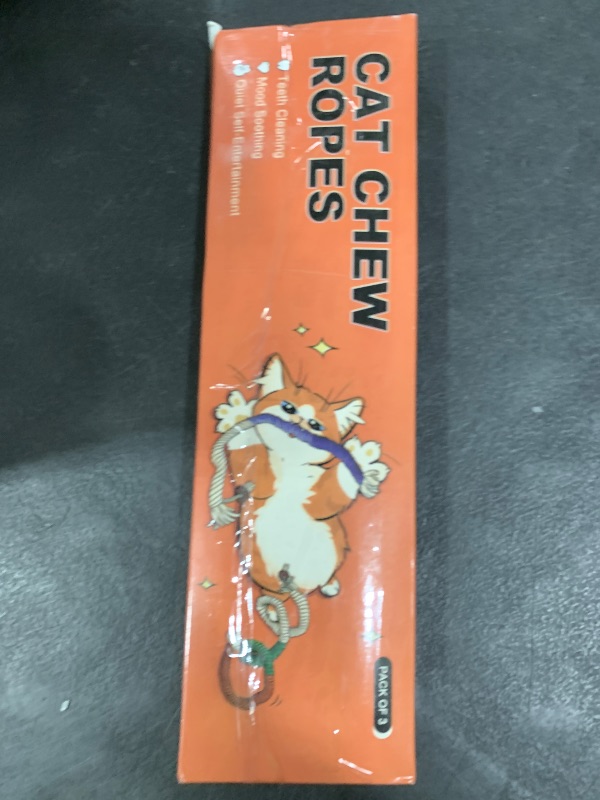 CAT CHEW
ROPES
Teeth Cleaning
Mood Soothing
Quiet Self-Entertainment
PACK OF 3